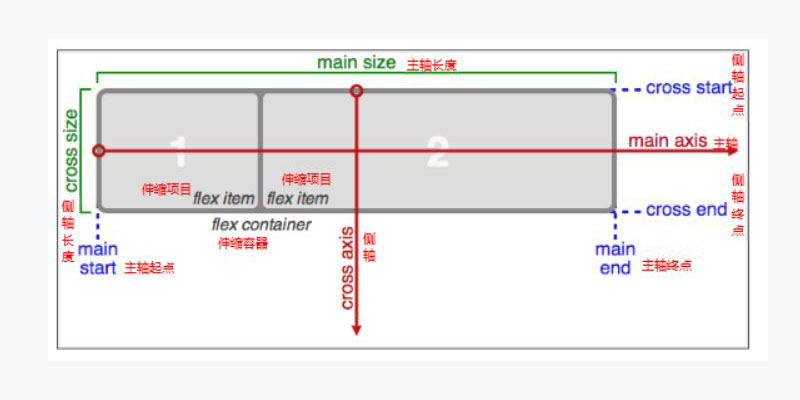 main size 主轴长度
侧轴起点
cross start
cross size
1
2
main axis 主轴
伸缩项目
伸缩项目
flex item
flex item
侧轴终点
cross end
侧轴长度
flex container
伸缩容器
cross axis
侧轴
main
start 主轴起点
main
end 主轴终点